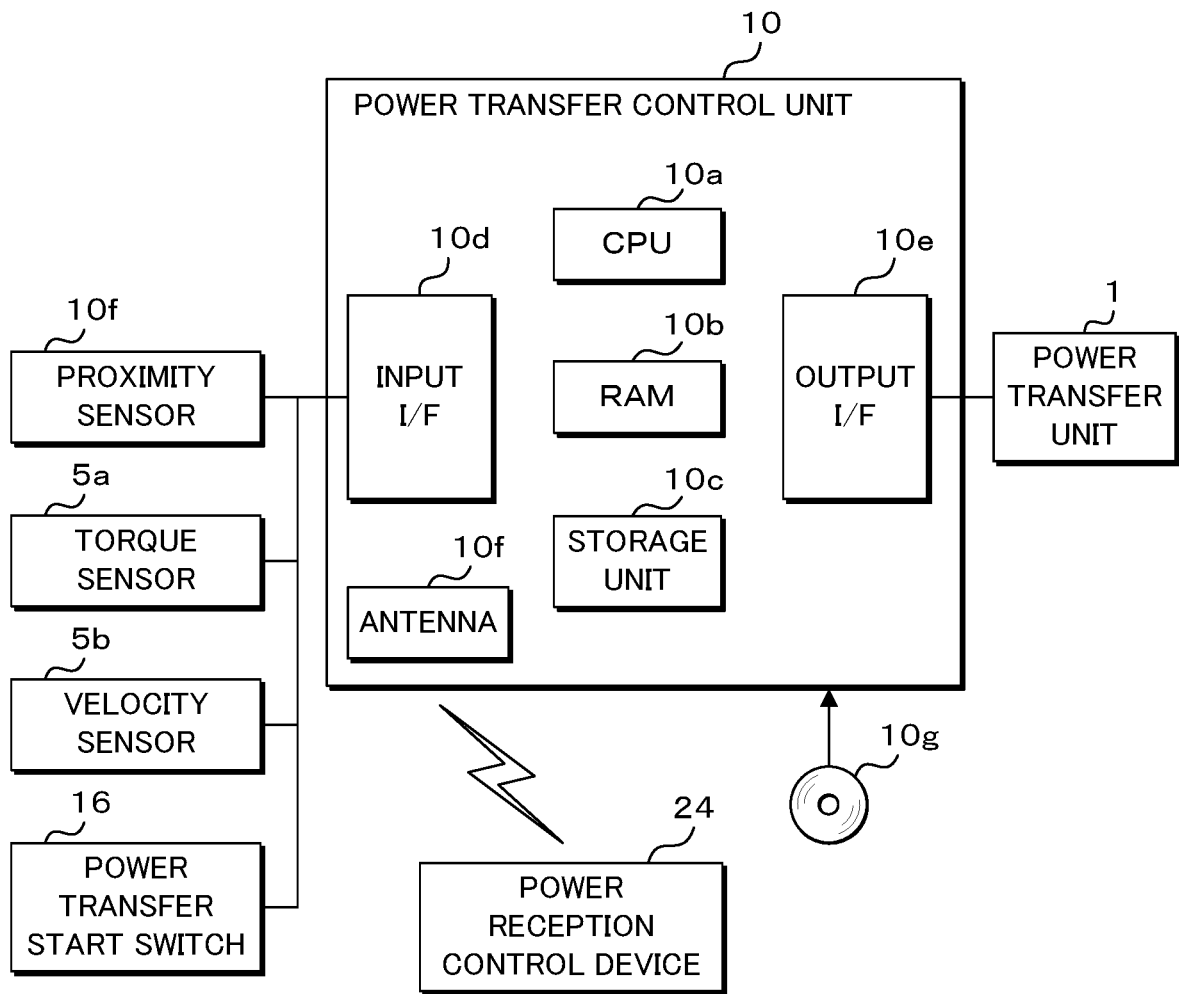 10
POWER TRANSFER CONTROL UNIT
10a
CPU
10d
INPUT
I/F
10e
OUTPUT
I/F
10b
RAM
10c
STORAGE
UNIT
10f
ANTENNA
10f
PROXIMITY
SENSOR
5a
TORQUE
SENSOR
5b
VELOCITY
SENSOR
16
POWER
TRANSFER
START SWITCH
1
POWER
TRANSFER
UNIT
10g
24
POWER
RECEPTION
CONTROL DEVICE